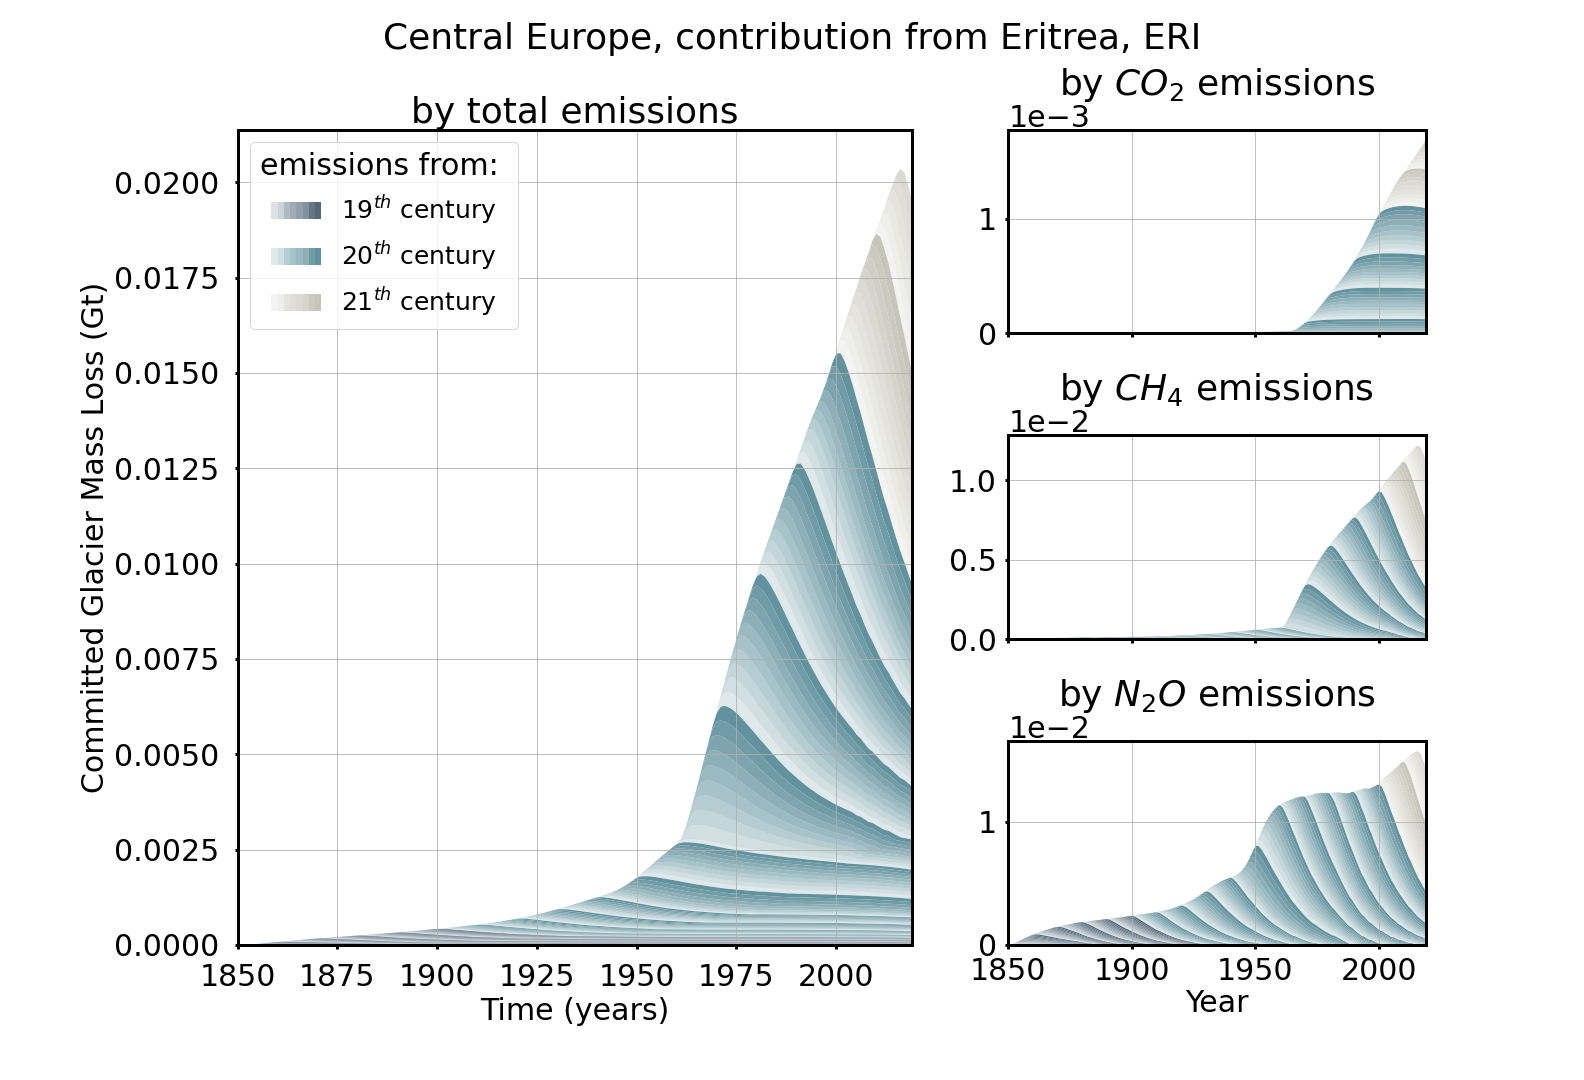 Central Europe, contribution from Eritrea, ERI
by total emissions
emissions from:
19th century
20th century
21th century
Committed Glacier Mass Loss (Gt)
0.0200
0.0175
0.0150
0.0125
0.0100
0.0075
0.0050
0.0025
0.0000
1850 1875 1900 1925 1950 1975 2000
Time (years)
by CO2 emissions
1e−3
1
0
by CH4 emissions
1e−2
1.0
0.5
0.0
by N2O emissions
1e−2
1
0
1850 1900 1950 2000
Year